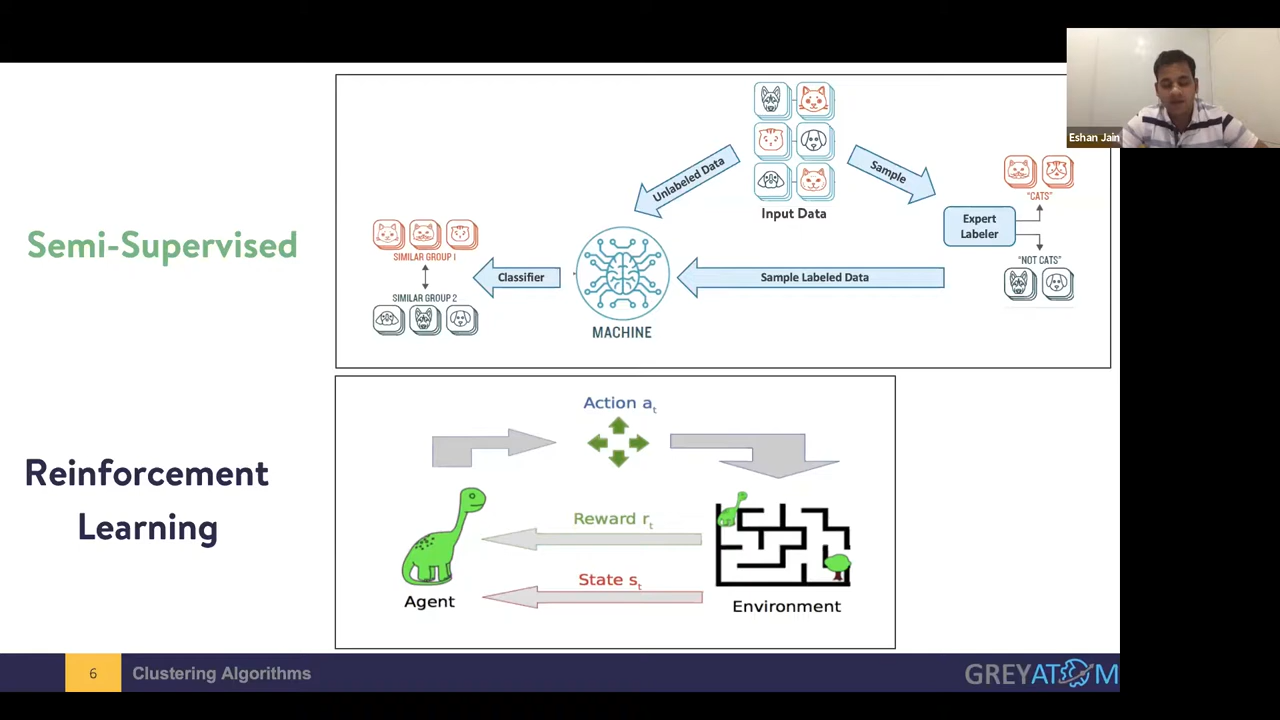 Eshan Jain
Semi-Supervised
Unlabeled Data
Sample
Input Data
Expert
Labeler
"CATS"
"NOT CATS"
Sample Labeled Data
Classifier
SIMILAR GROUP 1
SIMILAR GROUP 2
MACHINE
Reinforcement
Learning
Action aₜ
Reward rₜ
State sₜ
Agent
Environment
6
Clustering Algorithms
GREYATOM